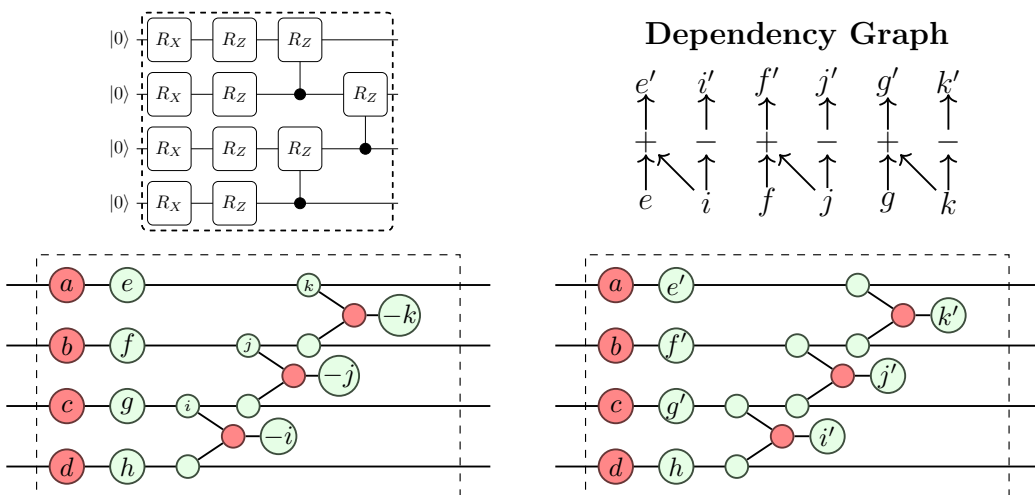 |0⟩ R_X R_Z R_Z
|0⟩ R_X R_Z R_Z
|0⟩ R_X R_Z R_Z
|0⟩ R_X R_Z
Dependency Graph
e′ i′ f′ j′ g′ k′
+ − + − + −
e i f j g k
a e k
−k
b f j
−j
c g i
−i
d h
a e′
k′
b f′
j′
c g′
i′
d h